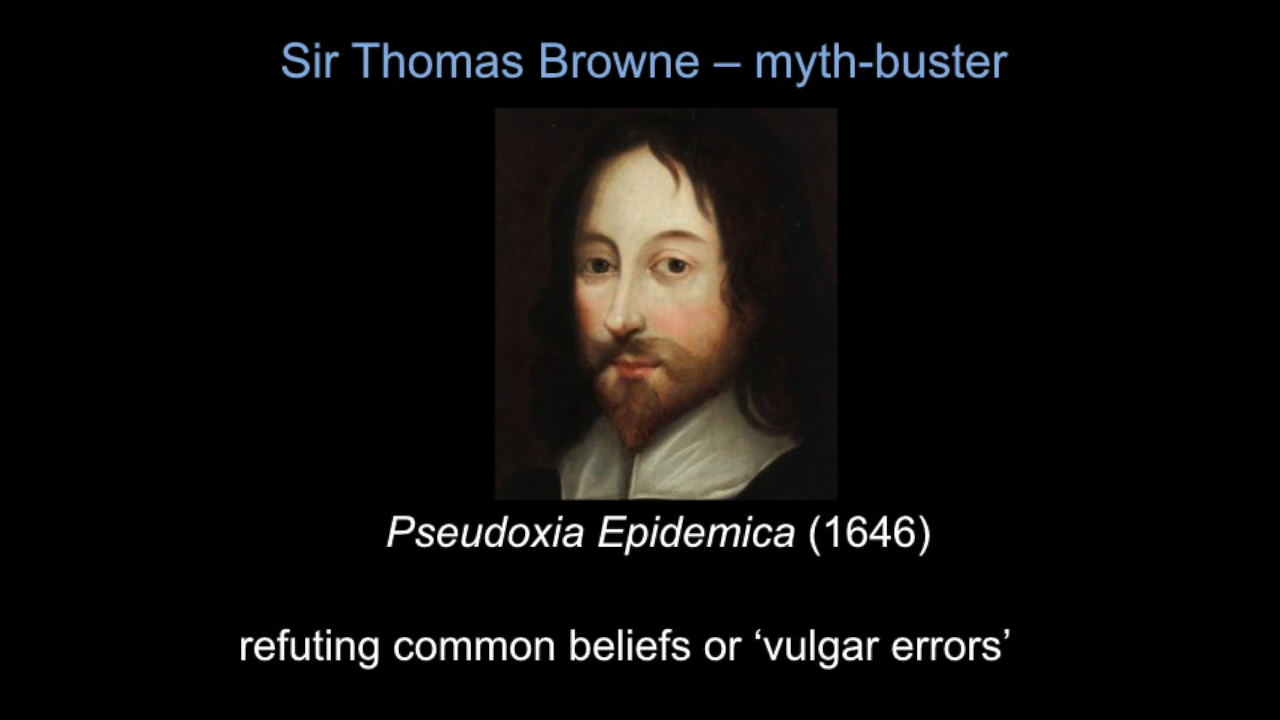 Sir Thomas Browne – myth-buster
Pseudoxia Epidemica (1646)
refuting common beliefs or ‘vulgar errors’